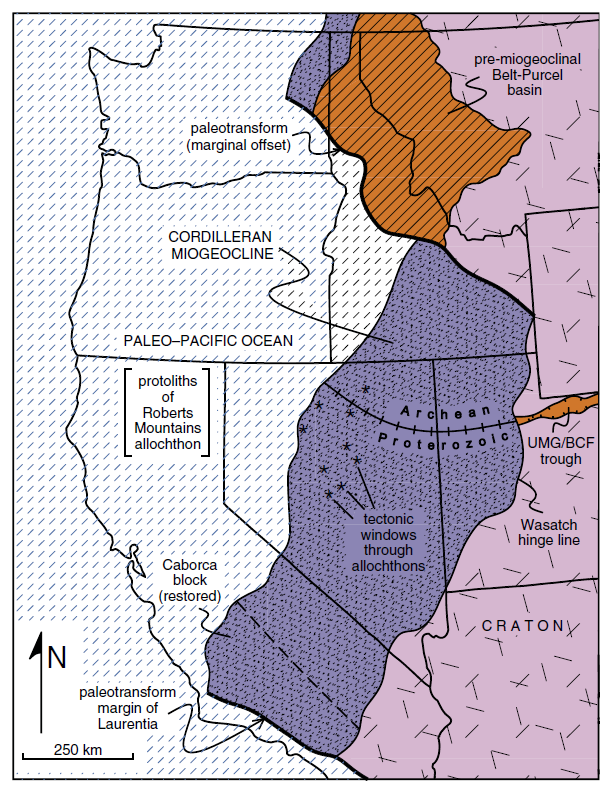 pre-miogeoclinal
Belt-Purcel
basin
paleotransform
(marginal offset)
CORDILLERAN
MIOGEOCLINE
PALEO–PACIFIC OCEAN
protoliths
of
Roberts
Mountains
allochthon
Archean
Proterozoic
UMG/BCF
trough
tectonic
windows
through
allochthons
Wasatch
hinge line
Caborca
block
(restored)
CRATON
N
paleotransform
margin of
Laurentia
250 km